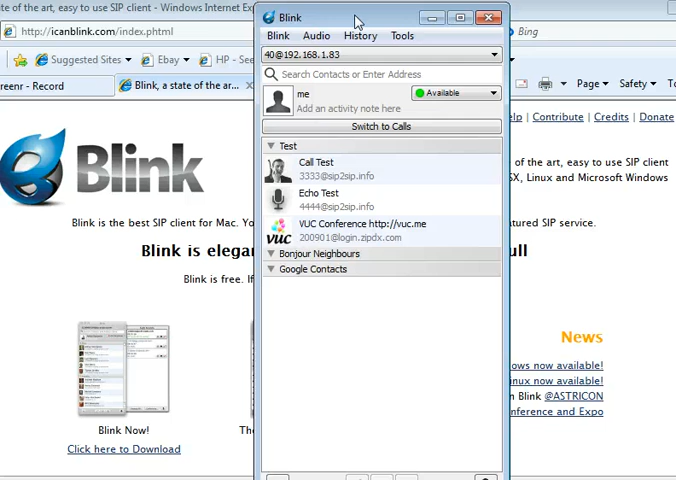 ate of the art, easy to use SIP client - Windows Internet Ex
http://icanblink.com/index.phtml
Bing
Suggested Sites
Ebay
HP - See
reenr - Record
Blink, a state of the ar...
Page
Safety
Contribute | Credits | Donate
Blink
of the art, easy to use SIP client
SX, Linux and Microsoft Windows
Blink is the best SIP client for Mac. Yo
atured SIP service.
Blink is elega
ull
Blink is free. If
News
ows now available!
inux now available!
n Blink @ASTRICON
onference and Expo
Blink Now!
Click here to Download
Blink
Blink Audio History Tools
40@192.168.1.83
Search Contacts or Enter Address
me
Available
Add an activity note here
Switch to Calls
Test
Call Test
3333@sip2sip.info
Echo Test
4444@sip2sip.info
VUC Conference http://vuc.me
200901@login.zipdx.com
vuc
Bonjour Neighbours
Google Contacts